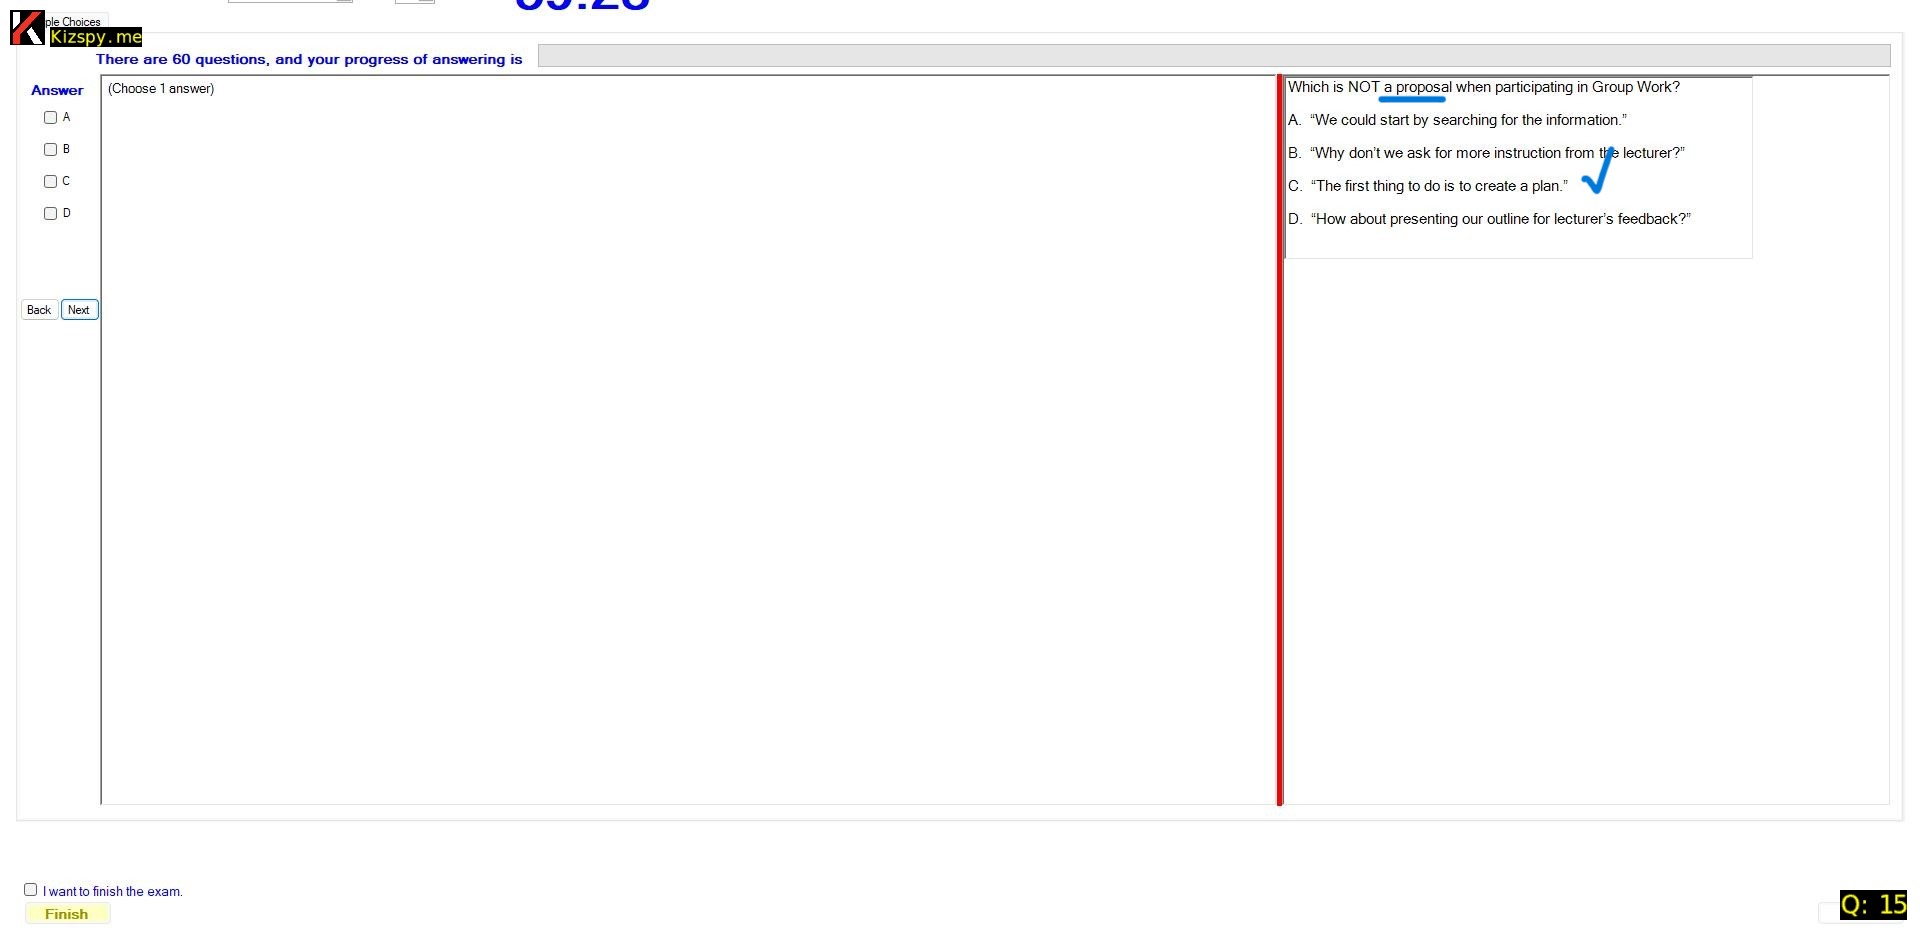 ple Choices
Kizspy.me
There are 60 questions, and your progress of answering is
Answer
(Choose 1 answer)
A
B
C
D
Back
Next
Which is NOT a proposal when participating in Group Work?
A. “We could start by searching for the information.”
B. “Why don’t we ask for more instruction from the lecturer?”
C. “The first thing to do is to create a plan.”
D. “How about presenting our outline for lecturer’s feedback?”
I want to finish the exam.
Finish
Q: 15